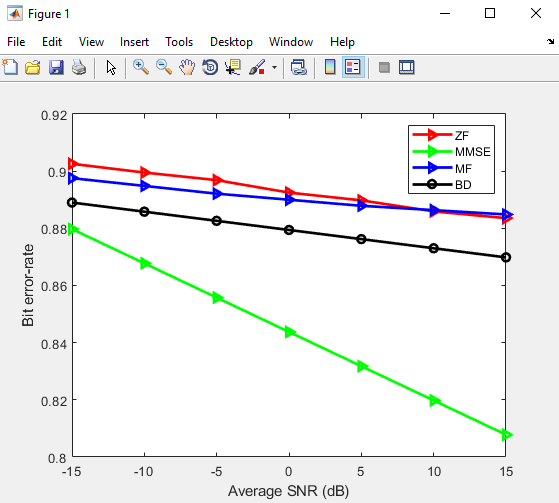 Figure 1
File Edit View Insert Tools Desktop Window Help
0.92
0.9
0.88
0.86
0.84
0.82
0.8
Bit error-rate
ZF
MMSE
MF
BD
-15 -10 -5 0 5 10 15
Average SNR (dB)